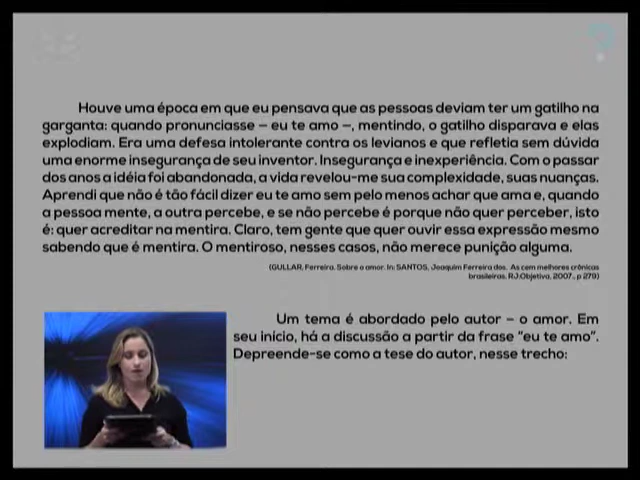 Houve uma época em que eu pensava que as pessoas deviam ter um gatilho na
garganta: quando pronunciasse – eu te amo –, mentindo, o gatilho disparava e elas
explodiam. Era uma defesa intolerante contra os levianos e que refletia sem dúvida
uma enorme insegurança de seu inventor. Insegurança e inexperiência. Com o passar
dos anos a idéia foi abandonada, a vida revelou-me sua complexidade, suas nuanças.
Aprendi que não é tão fácil dizer eu te amo sem pelo menos achar que ama e, quando
a pessoa mente, a outra percebe, e se não percebe é porque não quer perceber, isto
é: quer acreditar na mentira. Claro, tem gente que quer ouvir essa expressão mesmo
sabendo que é mentira. O mentiroso, nesses casos, não merece punição alguma.
(GULLAR, Ferreira. Sobre o amor. In: SANTOS, Joaquim Ferreira dos. As cem melhores crônicas
brasileiras. RJ:Objetiva, 2007., p 279)
Um tema é abordado pelo autor – o amor. Em
seu início, há a discussão a partir da frase “eu te amo”.
Depreende-se como a tese do autor, nesse trecho: